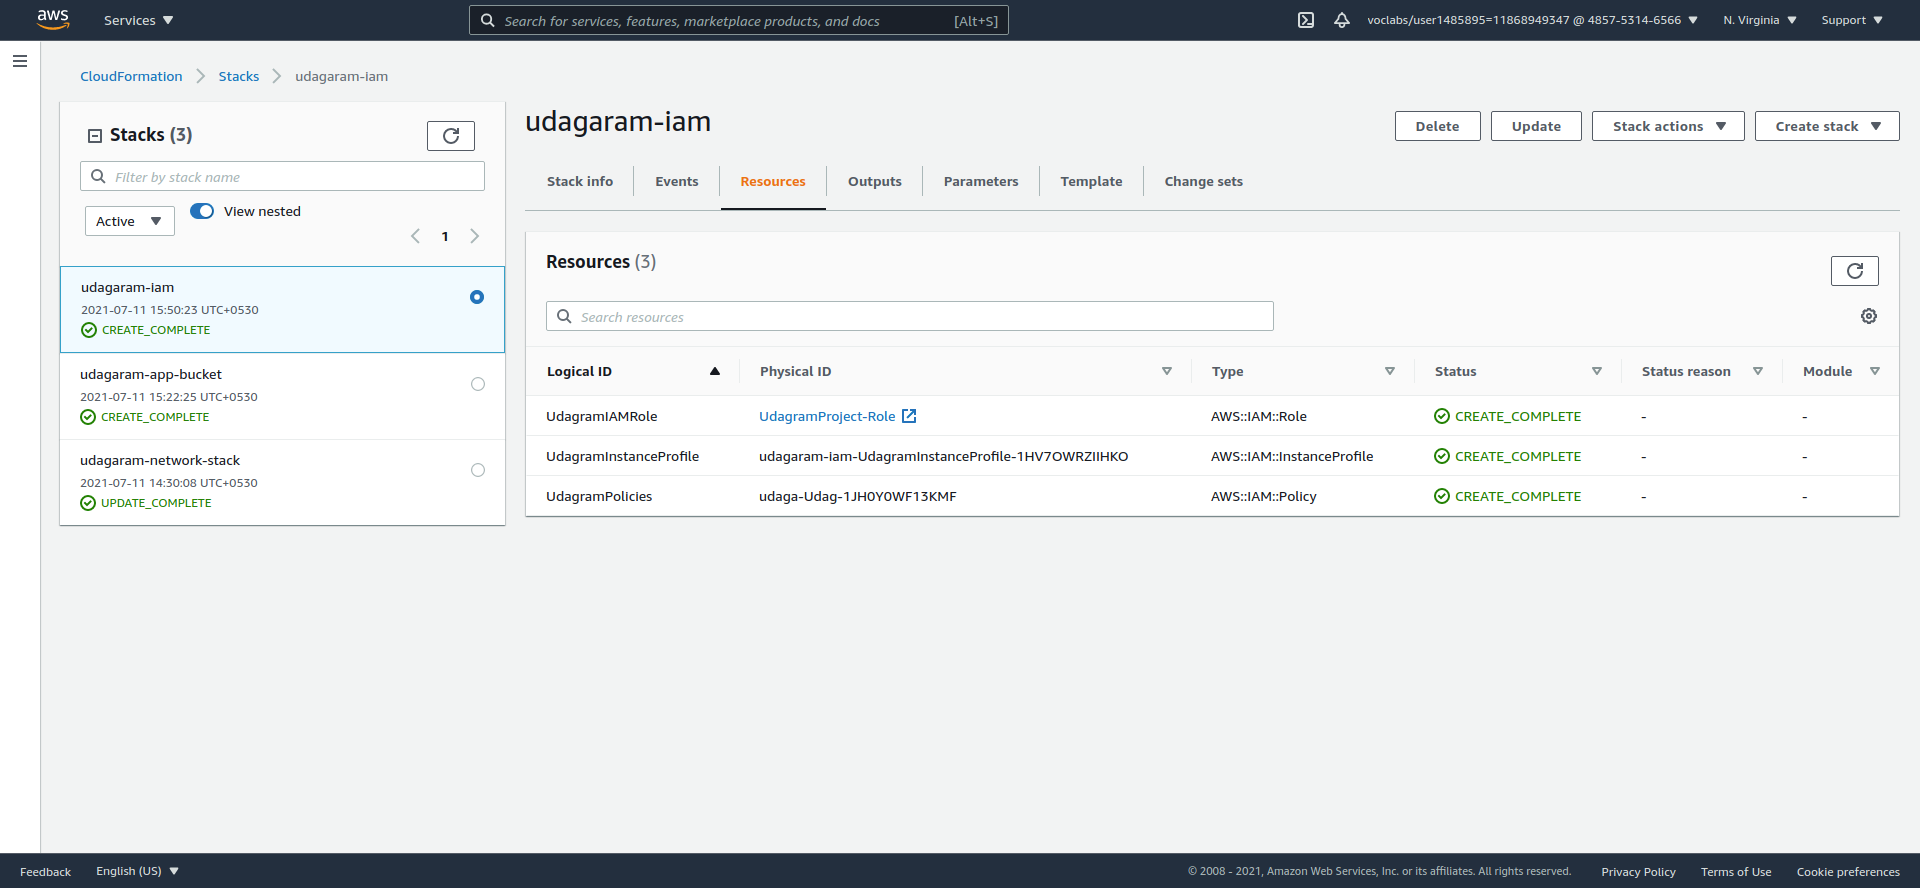 aws Services Search for services, features, marketplace products, and docs [Alt+S] voclabs/user1485895=11868949347 @ 4857-5314-6566 N. Virginia Support
CloudFormation Stacks udagaram-iam
Stacks (3)
Filter by stack name
Active View nested
1
udagaram-iam
2021-07-11 15:50:23 UTC+0530
CREATE_COMPLETE
udagaram-app-bucket
2021-07-11 15:22:25 UTC+0530
CREATE_COMPLETE
udagaram-network-stack
2021-07-11 14:30:08 UTC+0530
UPDATE_COMPLETE
udagaram-iam
Delete Update Stack actions Create stack
Stack info Events Resources Outputs Parameters Template Change sets
Resources (3)
Search resources
Logical ID Physical ID Type Status Status reason Module
UdagramIAMRole UdagramProject-Role AWS::IAM::Role CREATE_COMPLETE - -
UdagramInstanceProfile udagaram-iam-UdagramInstanceProfile-1HV7OWRZIIHKO AWS::IAM::InstanceProfile CREATE_COMPLETE - -
UdagramPolicies udaga-Udag-1JH0Y0WF13KMF AWS::IAM::Policy CREATE_COMPLETE - -
Feedback English (US) © 2008 - 2021, Amazon Web Services, Inc. or its affiliates. All rights reserved. Privacy Policy Terms of Use Cookie preferences